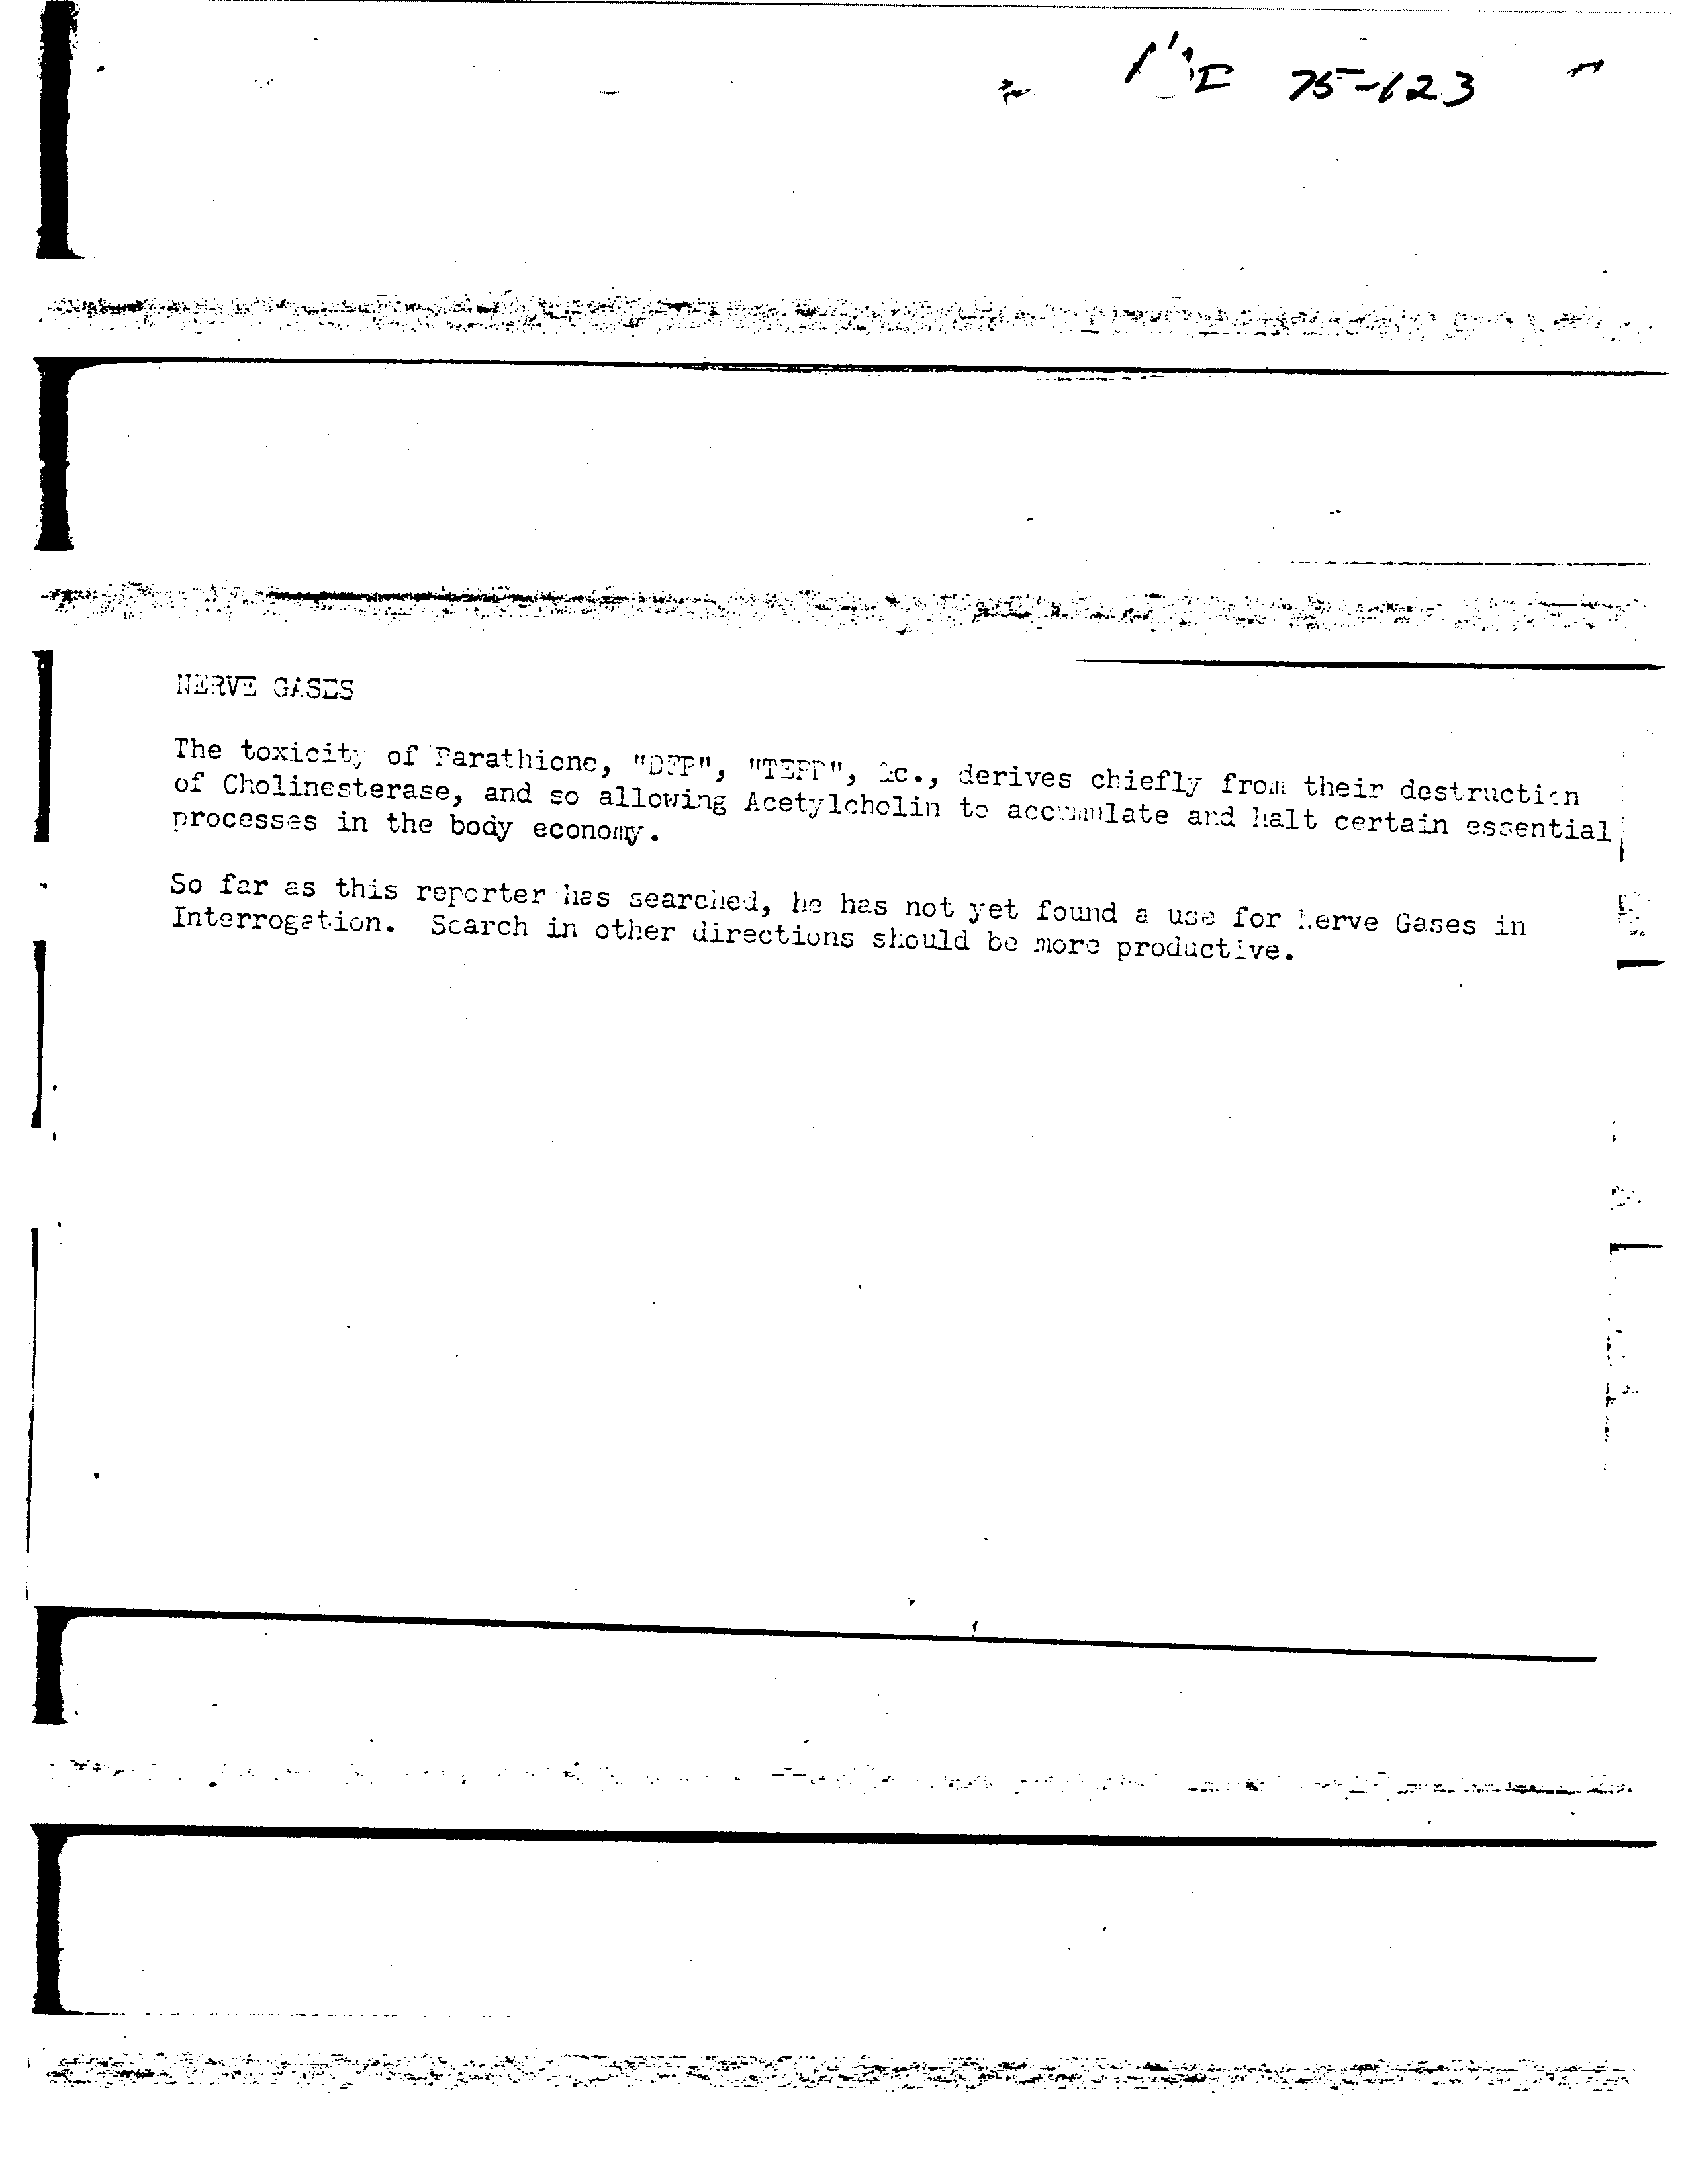 75-123
NERVE GASES
The toxicity of Parathione, "DFP", "TEPP", &c., derives chiefly from their destruction
of Cholinesterase, and so allowing Acetylcholin to accumulate and halt certain essential
processes in the body economy.
So far as this reporter has searched, he has not yet found a use for Nerve Gases in
Interrogation. Search in other directions should be more productive.